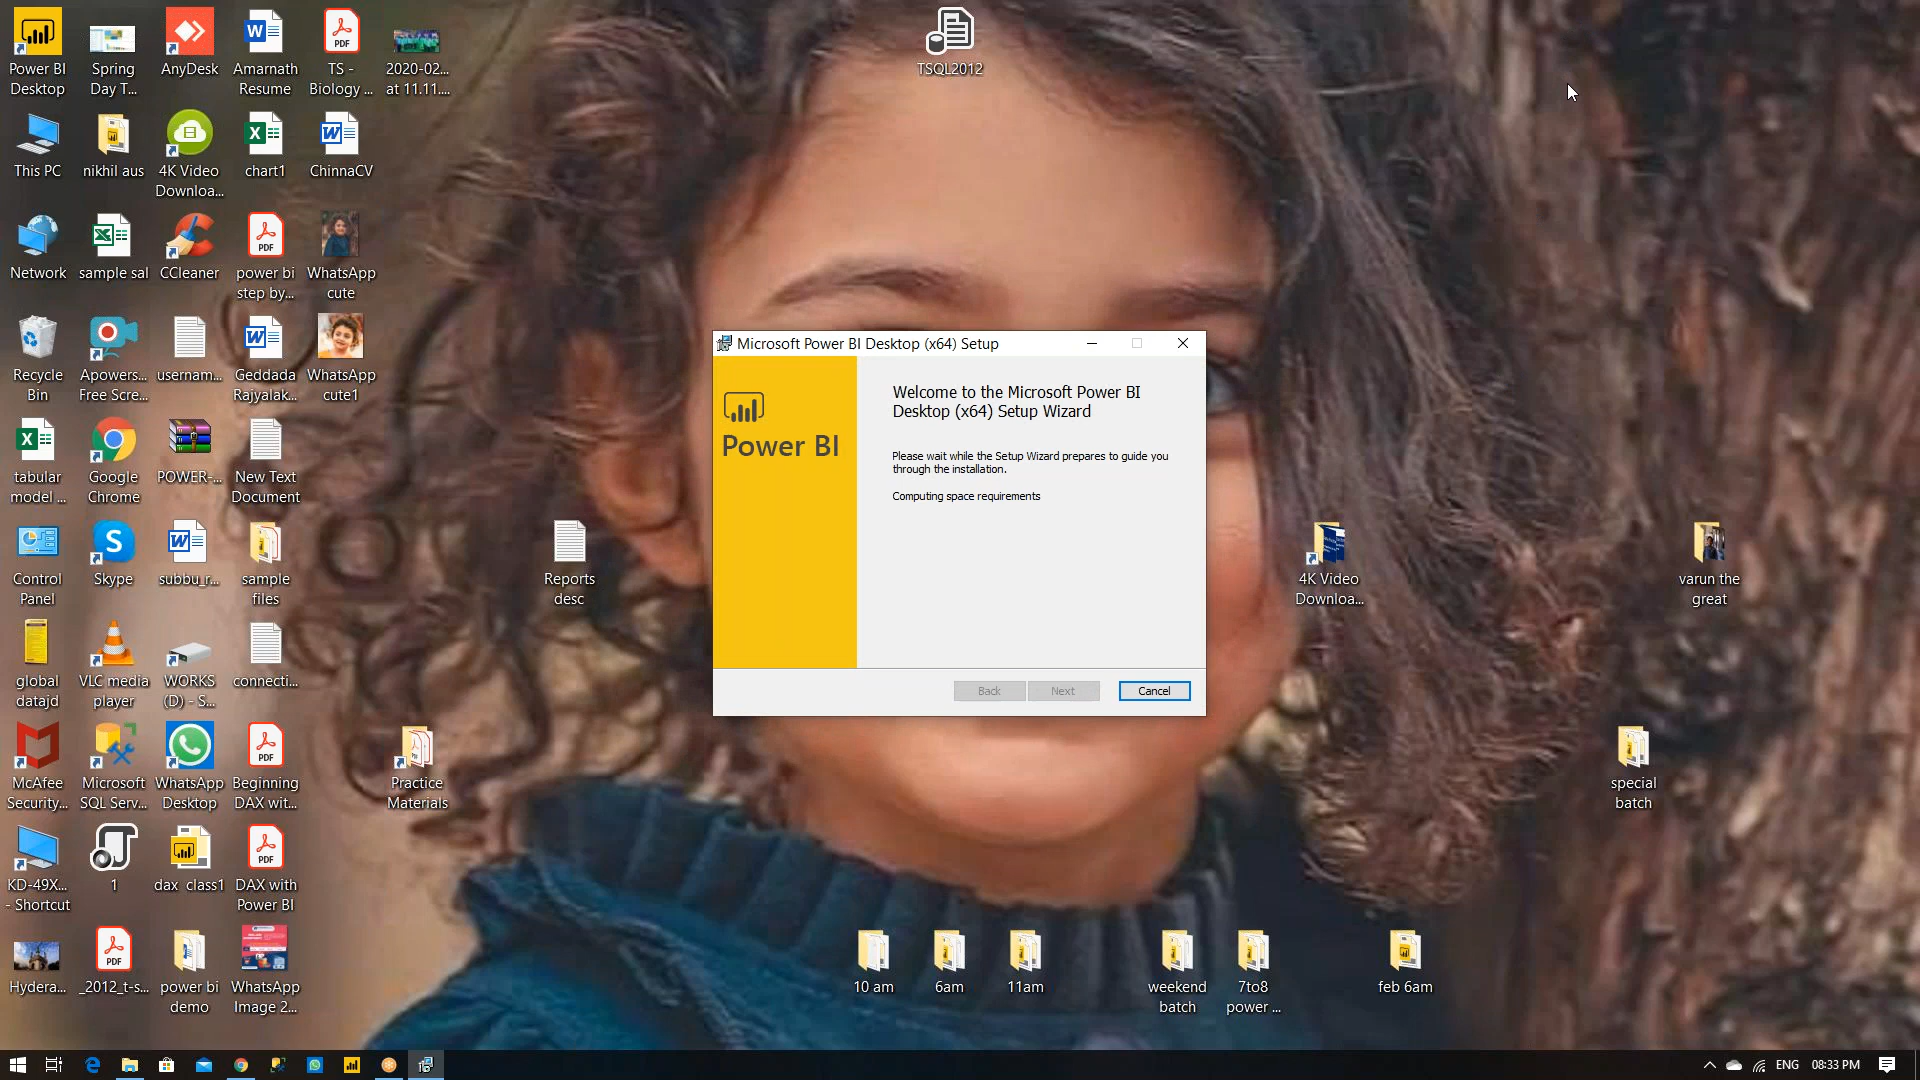 Power BI
Desktop
Spring
Day T...
AnyDesk
Amarnath
Resume
PDF
TS -
Biology ...
2020-02...
at 11.11....
TSQL2012
This PC
nikhil aus
4K Video
Downloa...
chart1
ChinnaCV
Network
sample sal
CCleaner
PDF
power bi
step by...
WhatsApp
cute
Recycle
Bin
Apowers...
Free Scre...
usernam...
Geddada
Rajyalak...
WhatsApp
cute1
tabular
model ...
Google
Chrome
POWER-...
New Text
Document
Control
Panel
Skype
subbu_r...
sample
files
Reports
desc
4K Video
Downloa...
varun the
great
global
datajd
VLC media
player
WORKS
(D) - S...
connecti...
McAfee
Security...
Microsoft
SQL Serv...
WhatsApp
Desktop
PDF
Beginning
DAX wit...
Practice
Materials
special
batch
KD-49X...
- Shortcut
1
dax class1
PDF
DAX with
Power BI
Hydera...
PDF
_2012_t-s...
power bi
demo
WhatsApp
Image 2...
10 am
6am
11am
weekend
batch
7to8
power ...
feb 6am
Microsoft Power BI Desktop (x64) Setup
Power BI
Welcome to the Microsoft Power BI
Desktop (x64) Setup Wizard
Please wait while the Setup Wizard prepares to guide you
through the installation.
Computing space requirements
Back
Next
Cancel
ENG
08:33 PM